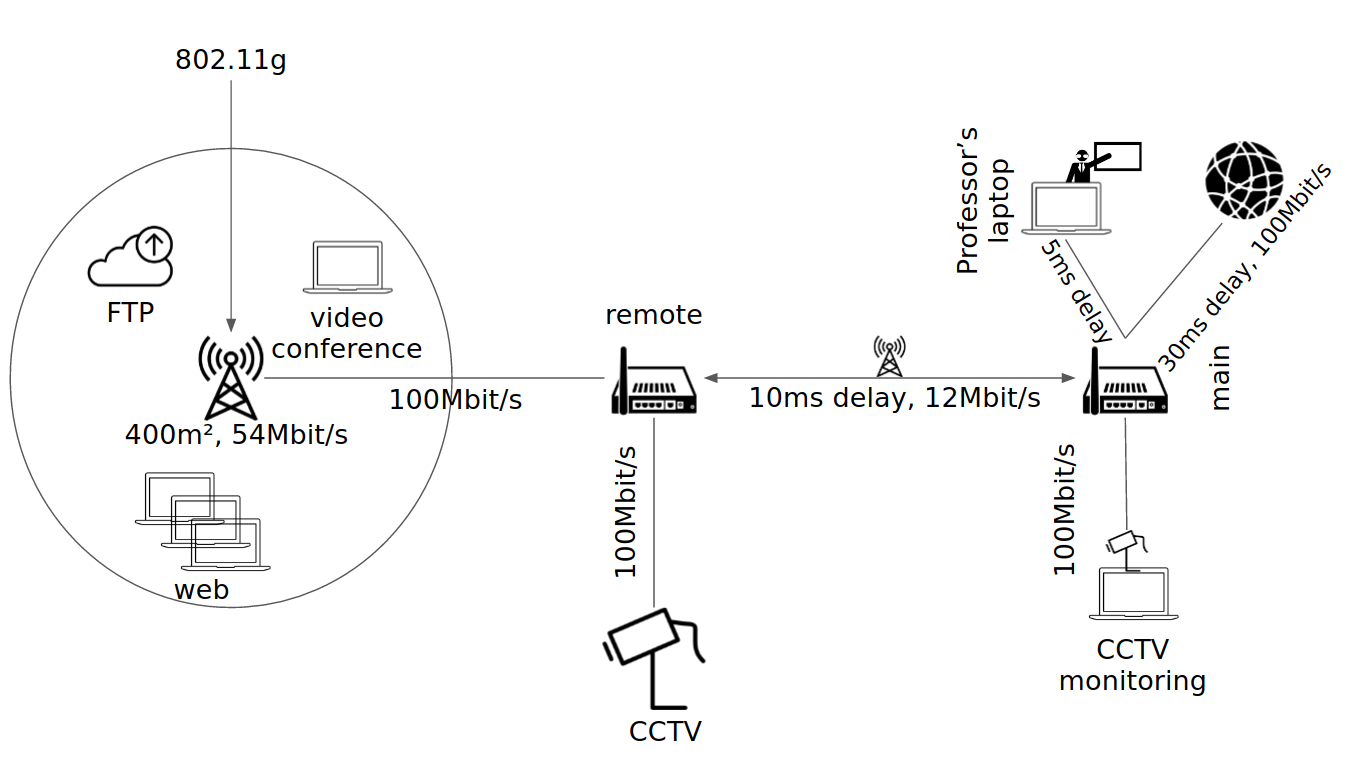 802.11g
FTP
video
conference
400m², 54Mbit/s
web
100Mbit/s
remote
100Mbit/s
CCTV
10ms delay, 12Mbit/s
Professor’s
laptop
5ms delay
30ms delay, 100Mbit/s
main
100Mbit/s
CCTV
monitoring